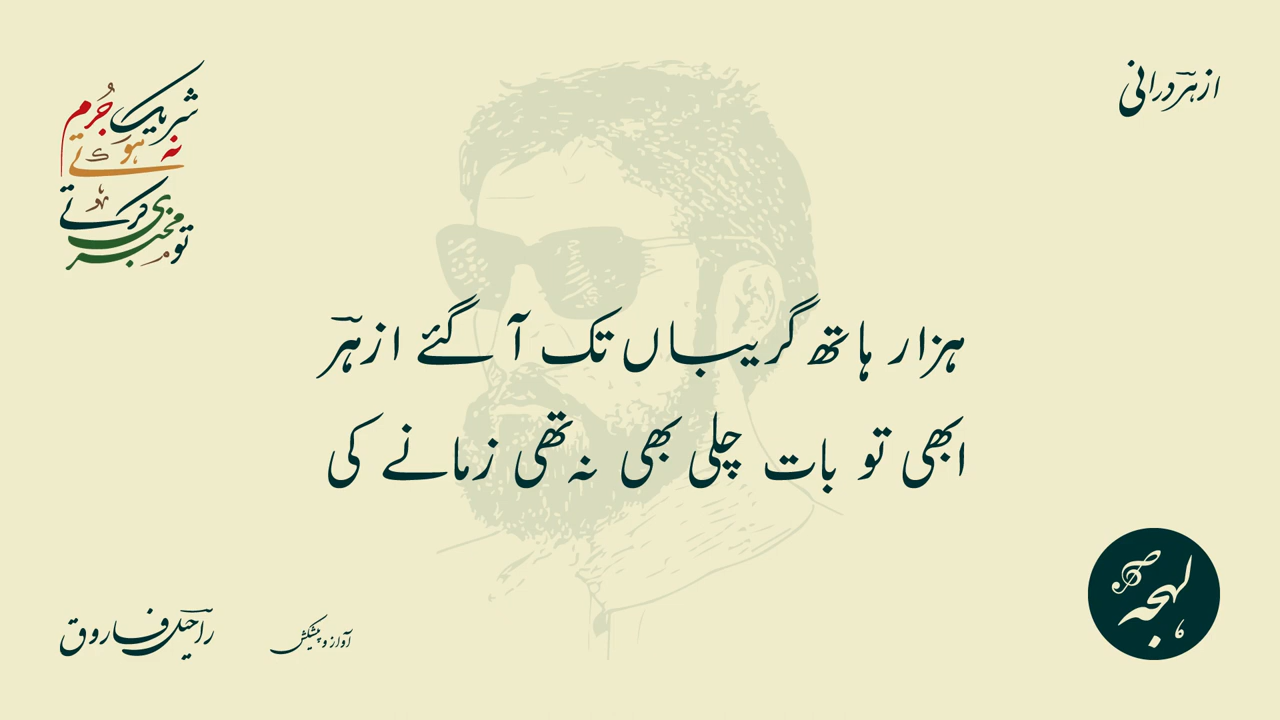 ازہرؔ درانی
شریک جُرم
نہ ہوتے
تو مخبری کرتے
ہزار ہاتھ گریباں تک آ گئے ازہرؔ
ابھی تو بات چلی بھی نہ تھی زمانے کی
لہجہ
آواز و پیشکش
راحیلؔ فاروق